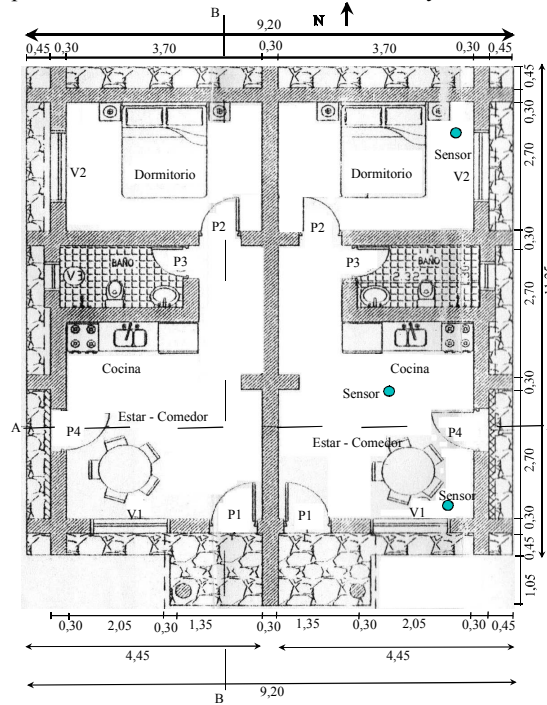 B
9,20
N
0,45 0,30 3,70 0,30 3,70 0,30 0,45
0,45
0,30
2,70
0,30
2,70
0,30
2,70
0,30
0,45
1,05
Sensor
V2 Dormitorio Dormitorio V2
P2 P2
P3 P3
BAÑO BAÑO
V3
Cocina Cocina
Sensor
Estar - Comedor
A P4 P4
Estar - Comedor
Sensor
V1 P1 P1 V1
0,30 2,05 0,30 1,35 0,30 1,35 0,30 2,05 0,30 0,45
4,45 4,45
B 9,20